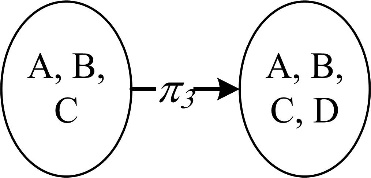 A, B,
C
π3
A, B,
C, D